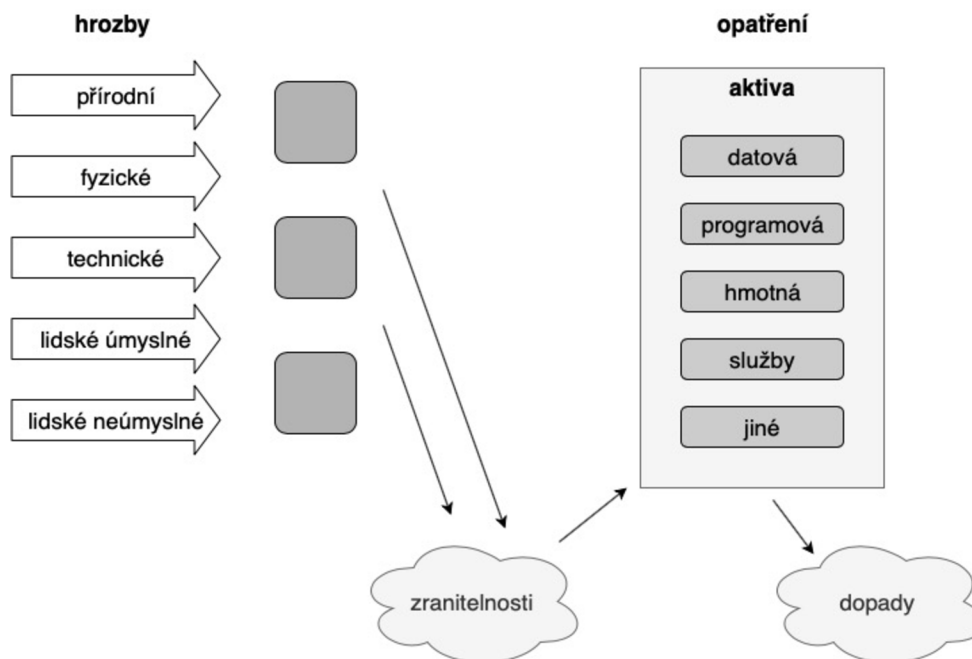 hrozby
přírodní
fyzické
technické
lidské úmyslné
lidské neúmyslné
zranitelnosti
opatření
aktiva
datová
programová
hmotná
služby
jiné
dopady